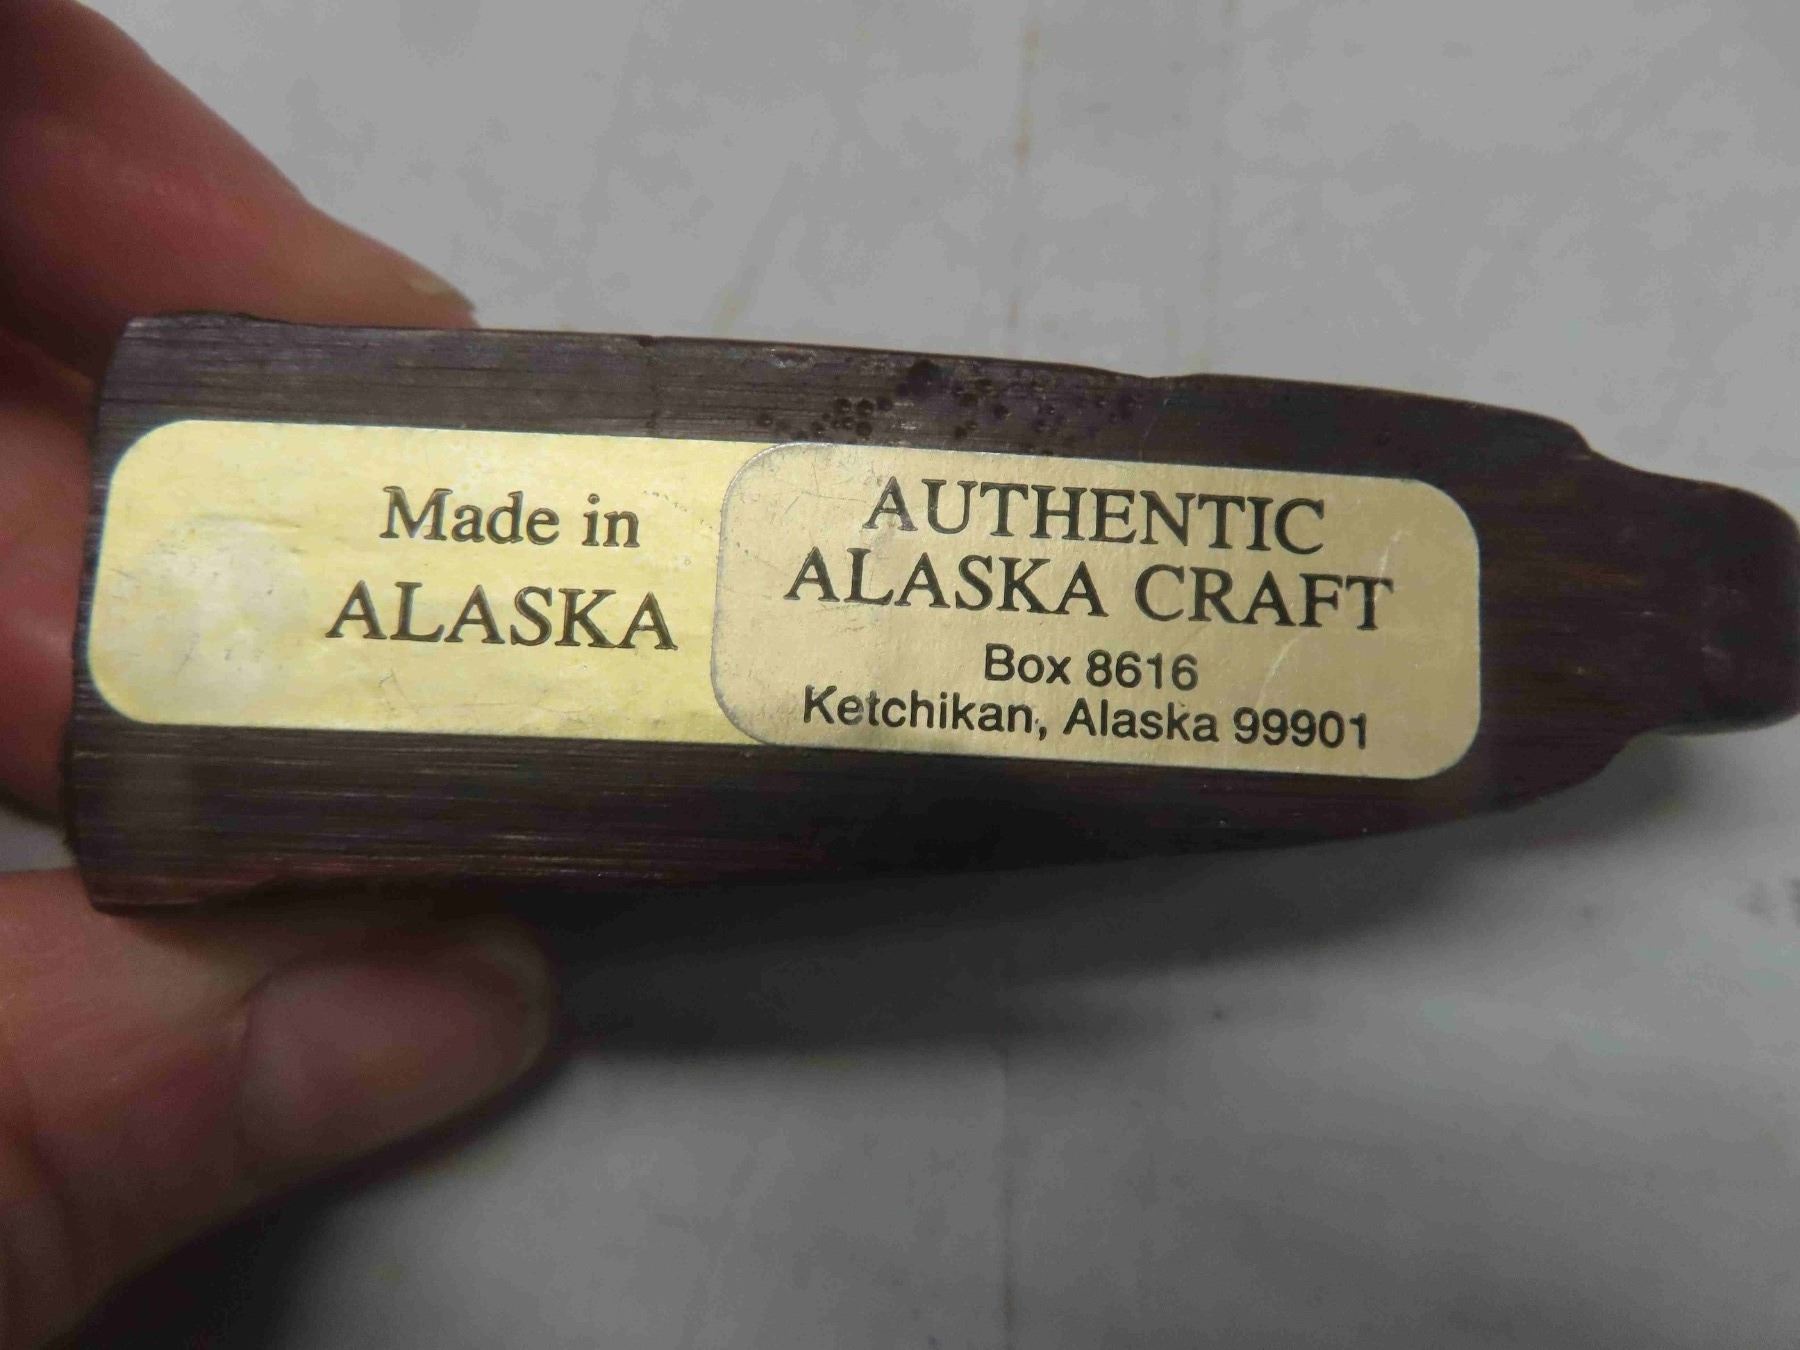 Made in
ALASKA
AUTHENTIC
ALASKA CRAFT
Box 8616
Ketchikan, Alaska 99901